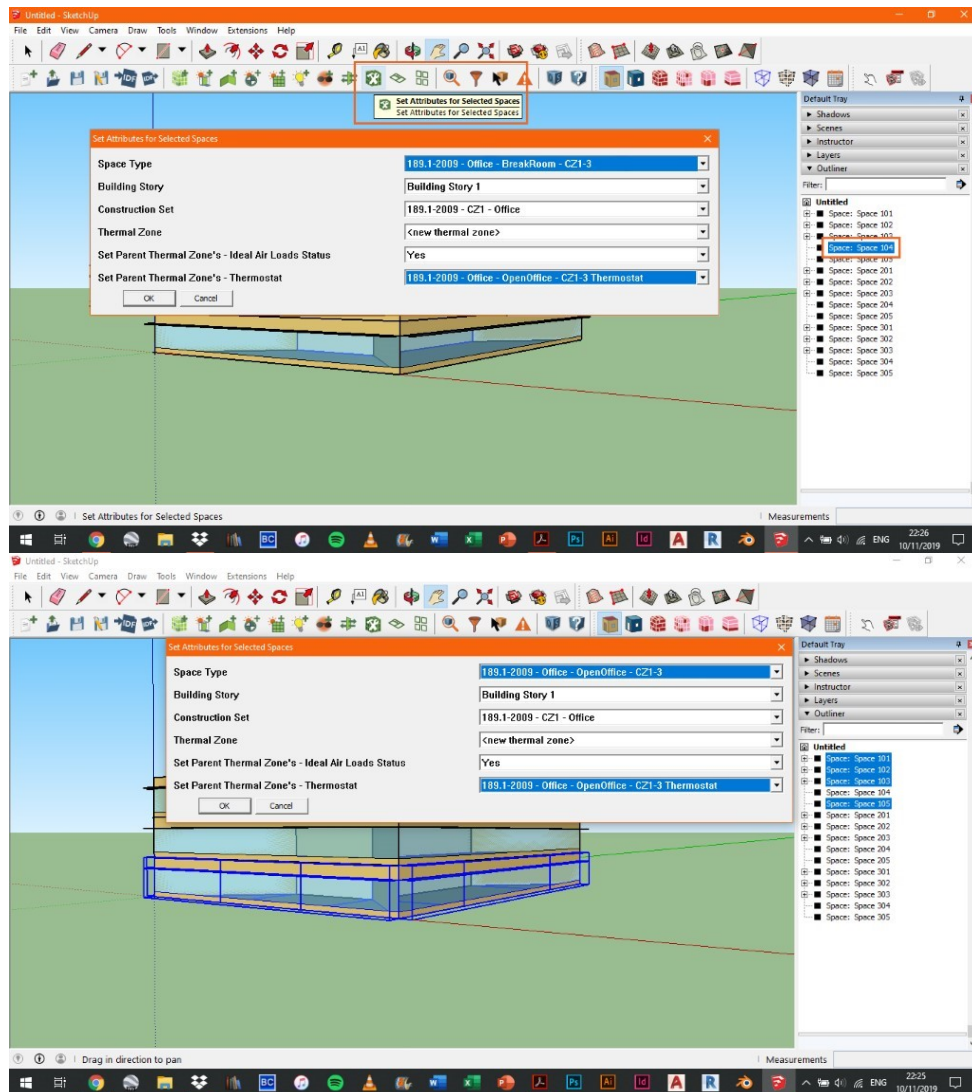 Untitled - SketchUp
File Edit View Camera Draw Tools Window Extensions Help
Set Attributes for Selected Spaces
Set Attributes for Selected Spaces
Default Tray
Shadows
Scenes
Instructor
Layers
Outliner
Filter:
Untitled
Space: Space 101
Space: Space 102
Space: Space 103
Space: Space 104
Space: Space 105
Space: Space 201
Space: Space 202
Space: Space 203
Space: Space 204
Space: Space 205
Space: Space 301
Space: Space 302
Space: Space 303
Space: Space 304
Space: Space 305
Set Attributes for Selected Spaces
Space Type 189.1-2009 - Office - BreakRoom - CZ1-3
Building Story Building Story 1
Construction Set 189.1-2009 - CZ1 - Office
Thermal Zone <new thermal zone>
Set Parent Thermal Zone's - Ideal Air Loads Status Yes
Set Parent Thermal Zone's - Thermostat 189.1-2009 - Office - OpenOffice - CZ1-3 Thermostat
OK Cancel
Set Attributes for Selected Spaces
Measurements
ENG 22:26
10/11/2019
Untitled - SketchUp
File Edit View Camera Draw Tools Window Extensions Help
Set Attributes for Selected Spaces
Space Type 189.1-2009 - Office - OpenOffice - CZ1-3
Building Story Building Story 1
Construction Set 189.1-2009 - CZ1 - Office
Thermal Zone <new thermal zone>
Set Parent Thermal Zone's - Ideal Air Loads Status Yes
Set Parent Thermal Zone's - Thermostat 189.1-2009 - Office - OpenOffice - CZ1-3 Thermostat
OK Cancel
Default Tray
Shadows
Scenes
Instructor
Layers
Outliner
Filter:
Untitled
Space: Space 101
Space: Space 102
Space: Space 103
Space: Space 104
Space: Space 105
Space: Space 201
Space: Space 202
Space: Space 203
Space: Space 204
Space: Space 205
Space: Space 301
Space: Space 302
Space: Space 303
Space: Space 304
Space: Space 305
Drag in direction to pan
Measurements
ENG 22:25
10/11/2019